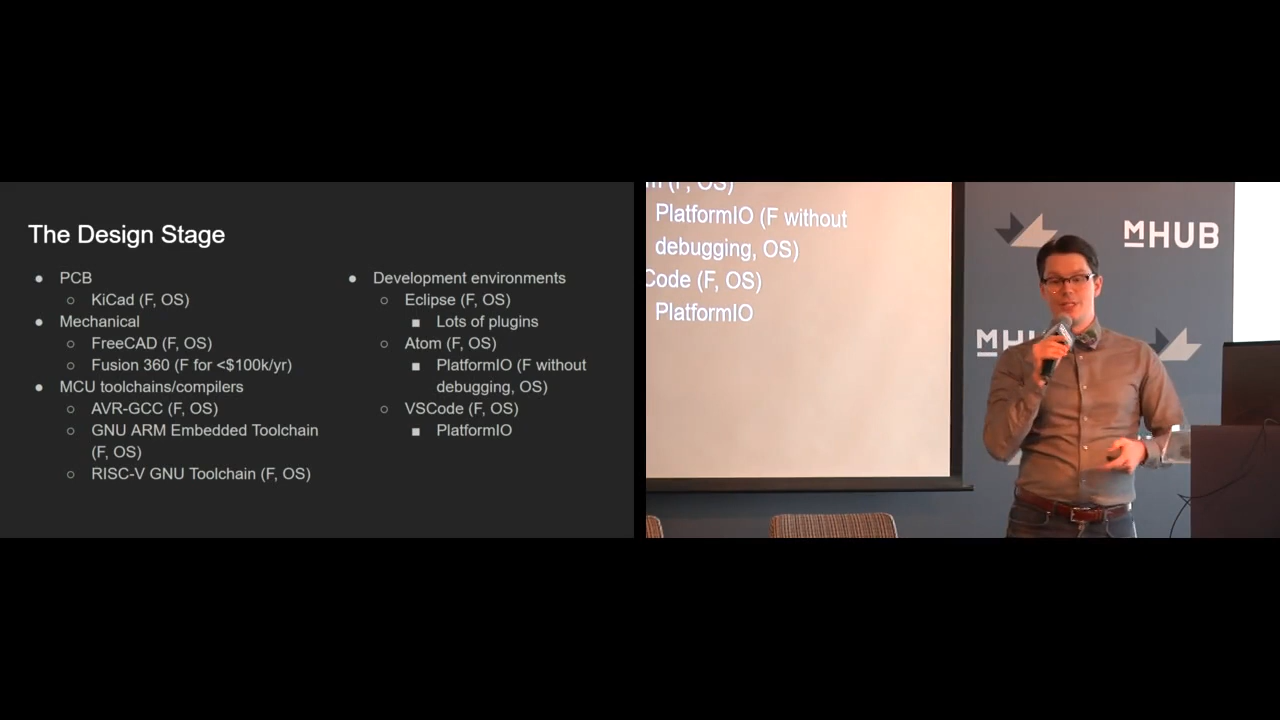 The Design Stage
● PCB
○ KiCad (F, OS)
● Mechanical
○ FreeCAD (F, OS)
○ Fusion 360 (F for <$100k/yr)
● MCU toolchains/compilers
○ AVR-GCC (F, OS)
○ GNU ARM Embedded Toolchain
(F, OS)
○ RISC-V GNU Toolchain (F, OS)
● Development environments
○ Eclipse (F, OS)
■ Lots of plugins
○ Atom (F, OS)
■ PlatformIO (F without
debugging, OS)
○ VSCode (F, OS)
■ PlatformIO
(F, OS)
PlatformIO (F without
debugging, OS)
Code (F, OS)
PlatformIO
MHUB
MH